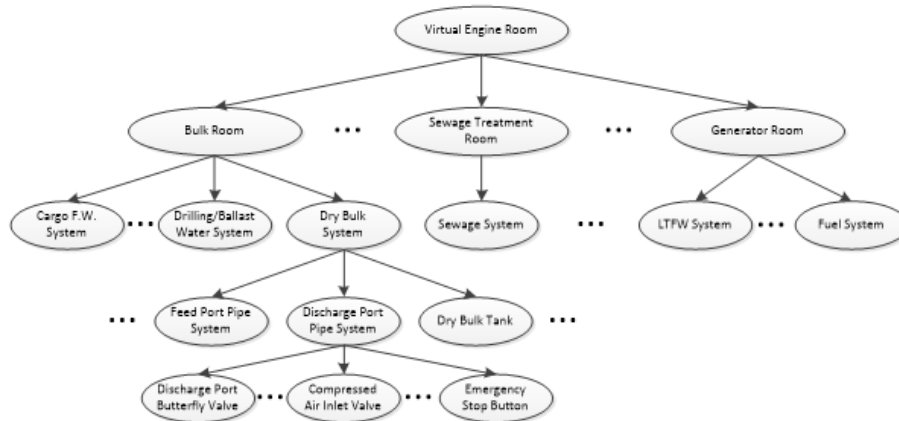 Virtual Engine Room
Bulk Room
...
Sewage Treatment
Room
...
Generator Room
Cargo F.W.
System
...
Drilling/Ballast
Water System
Dry Bulk
System
Sewage System
...
LTFW System
...
Fuel System
...
Feed Port Pipe
System
Discharge Port
Pipe System
Dry Bulk Tank
...
Discharge Port
Butterfly Valve
...
Compressed
Air Inlet Valve
...
Emergency
Stop Button